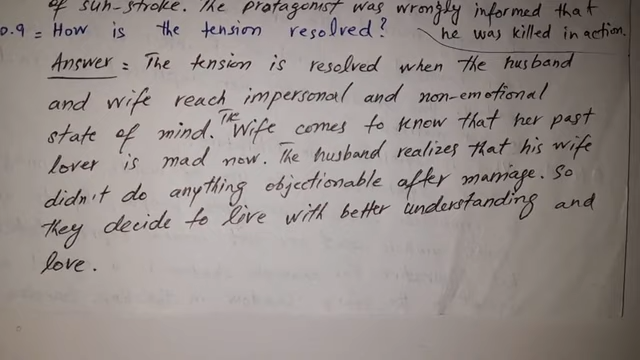 of sun-stroke. The protagonist was wrongly informed that
he was killed in action.
Q.9 = How is the tension resolved?
Answer = The tension is resolved when the husband
and wife reach impersonal and non-emotional
state of mind. The Wife comes to know that her past
lover is mad now. The husband realizes that his wife
didn't do anything objectionable after marriage. So
they decide to live with better understanding and
love.